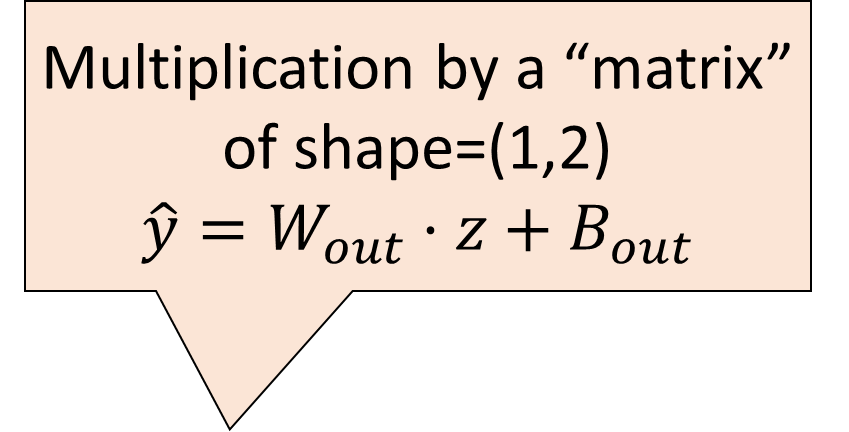 Multiplication by a “matrix”
of shape=(1,2)
ŷ = W_out · z + B_out